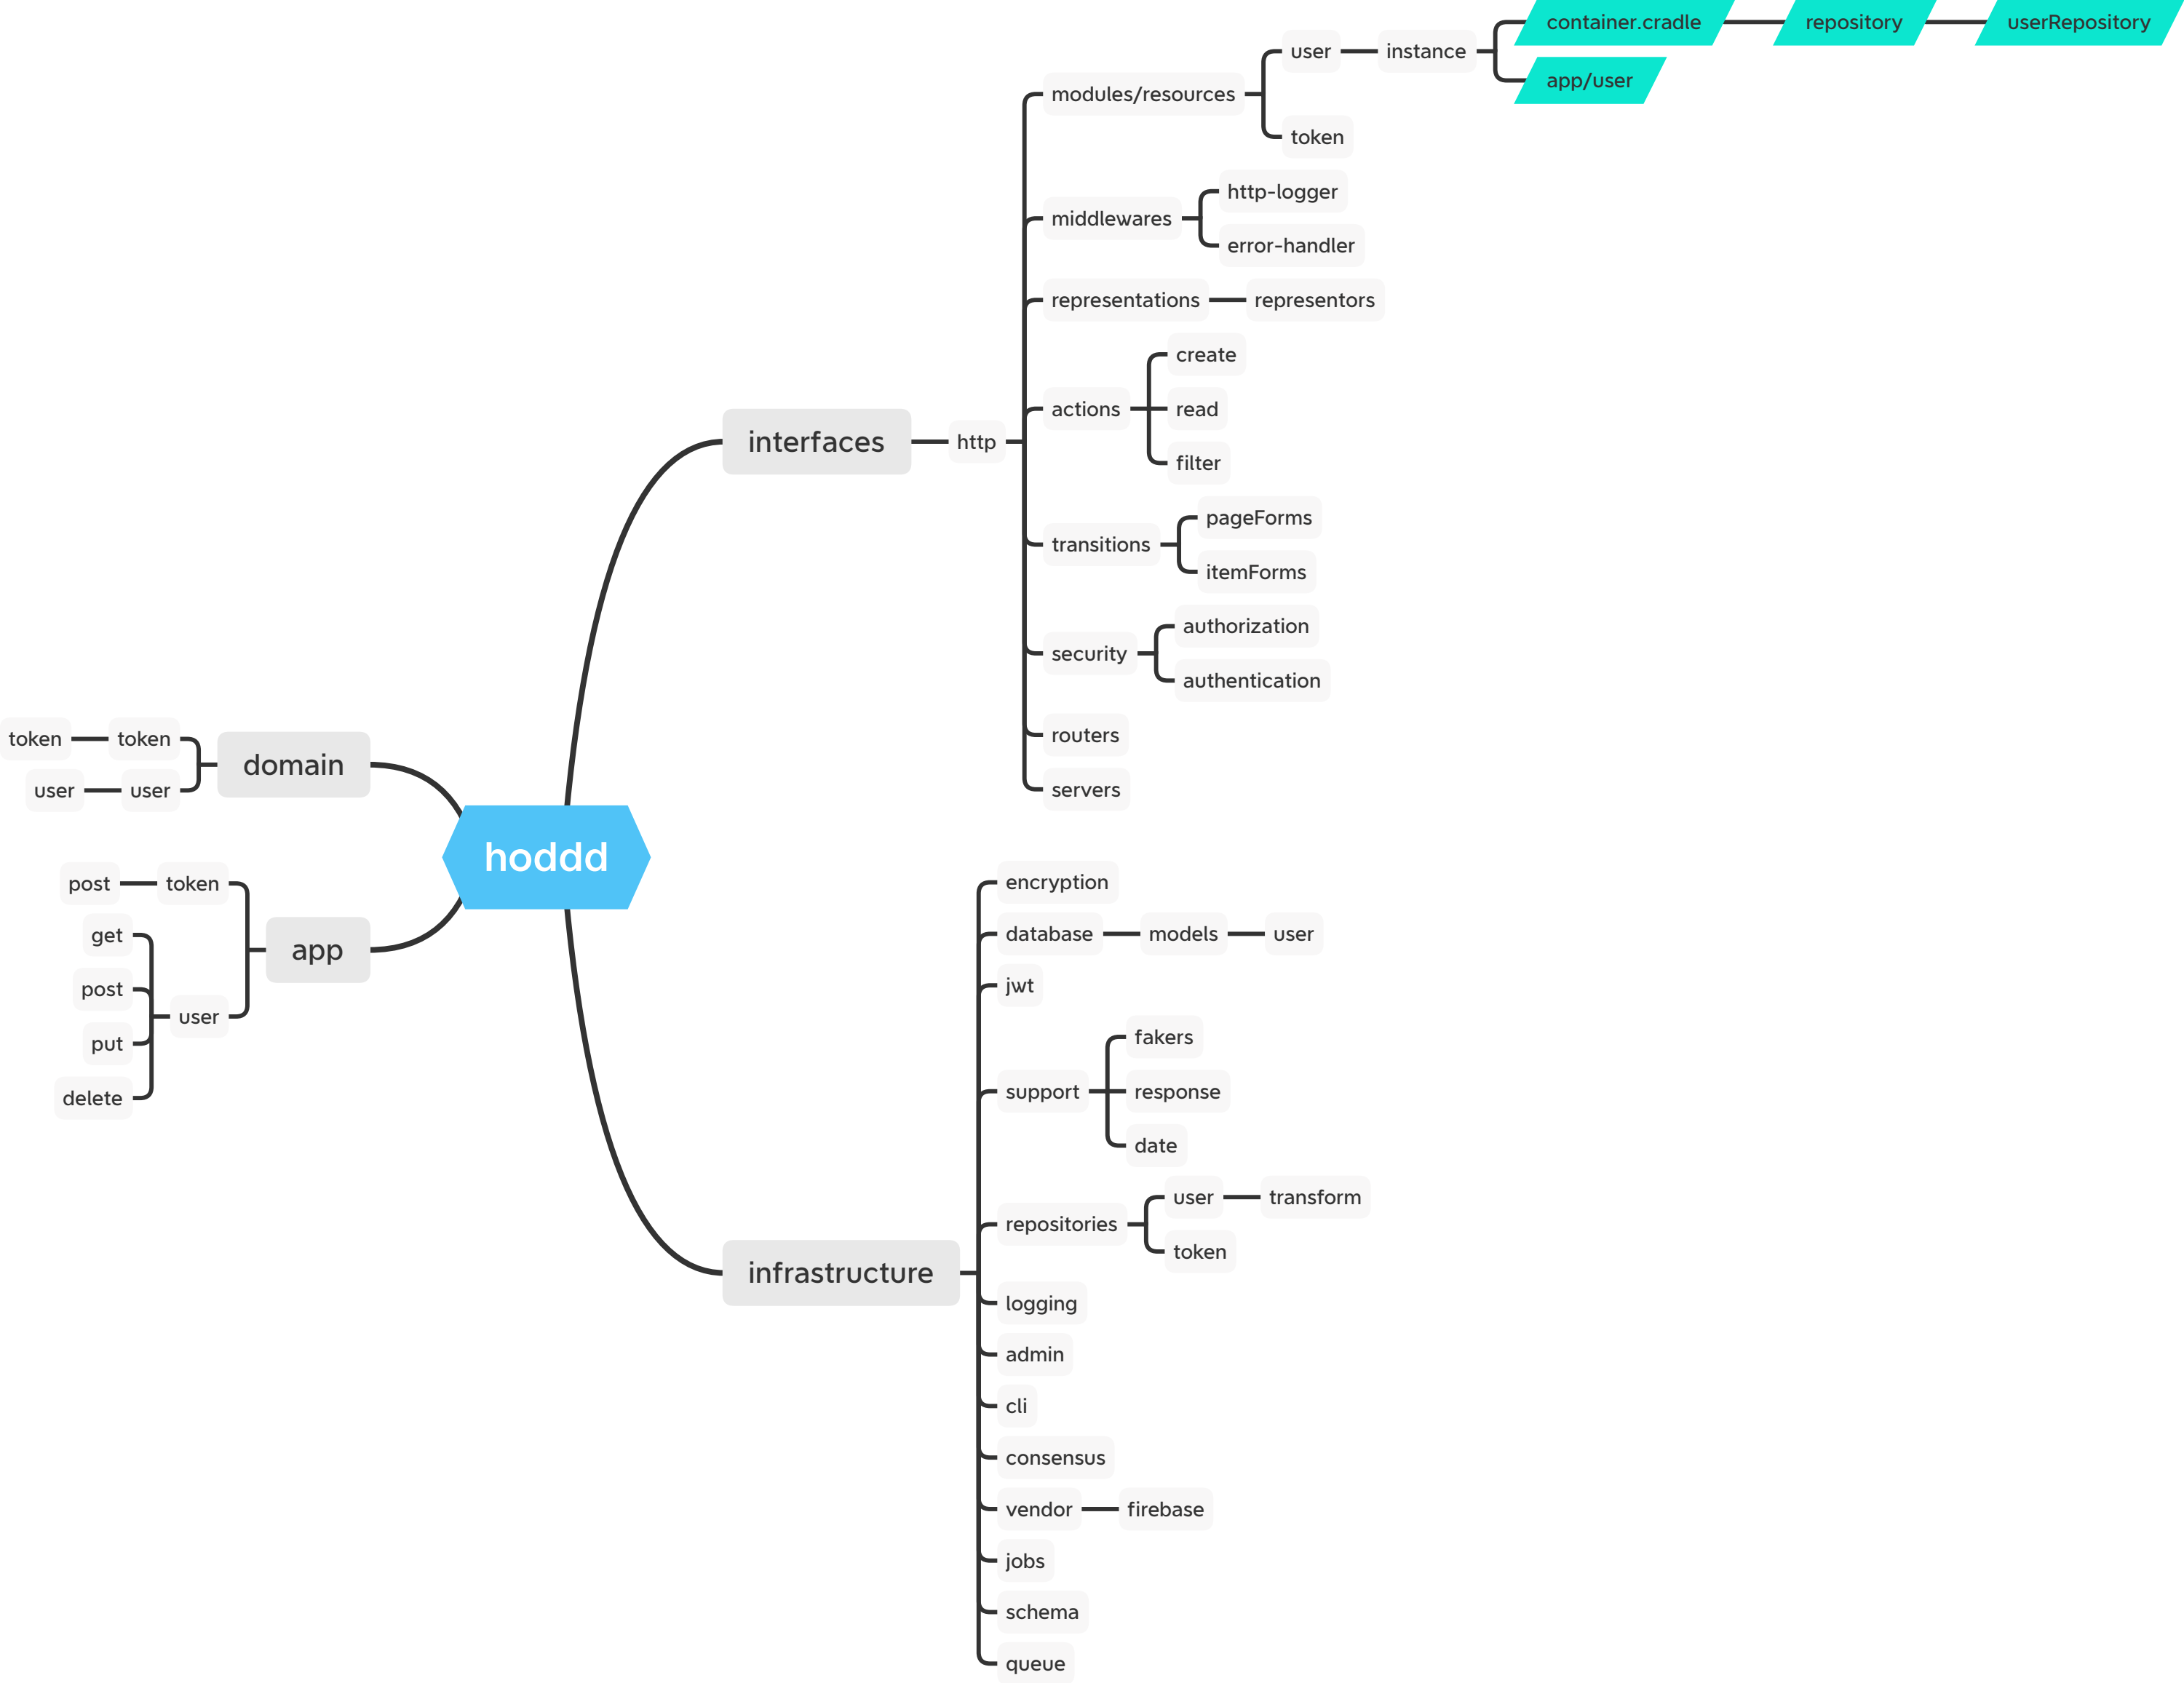 container.cradle
repository
userRepository
user
instance
app/user
modules/resources
token
http-logger
middlewares
error-handler
representations
representors
create
actions
read
filter
interfaces
http
pageForms
transitions
itemForms
authorization
security
authentication
routers
servers
token
token
domain
user
user
hoddd
post
token
get
post
app
user
put
delete
encryption
database
models
user
jwt
fakers
support
response
date
user
transform
repositories
token
infrastructure
logging
admin
cli
consensus
vendor
firebase
jobs
schema
queue